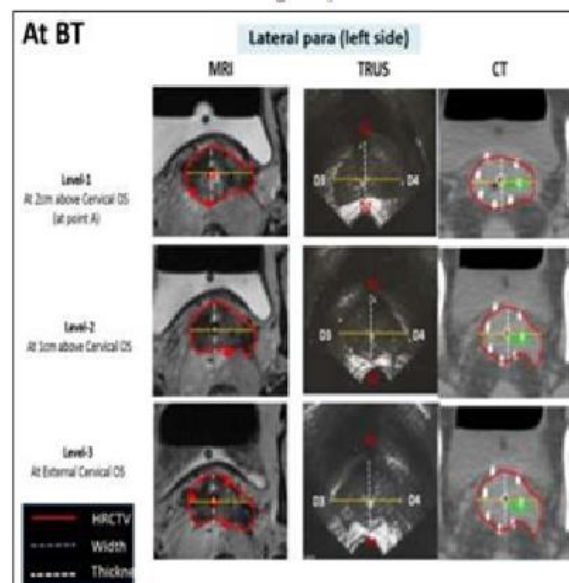 At BT
Lateral para (left side)
MRI
TRUS
CT
Level-1
At 2cm above Cervical OS
(at point A)
D3
D4
Level-2
At 1cm above Cervical OS
D3
D4
Level-3
At External Cervical OS
D3
D4
HRCTV
Width
Thickne